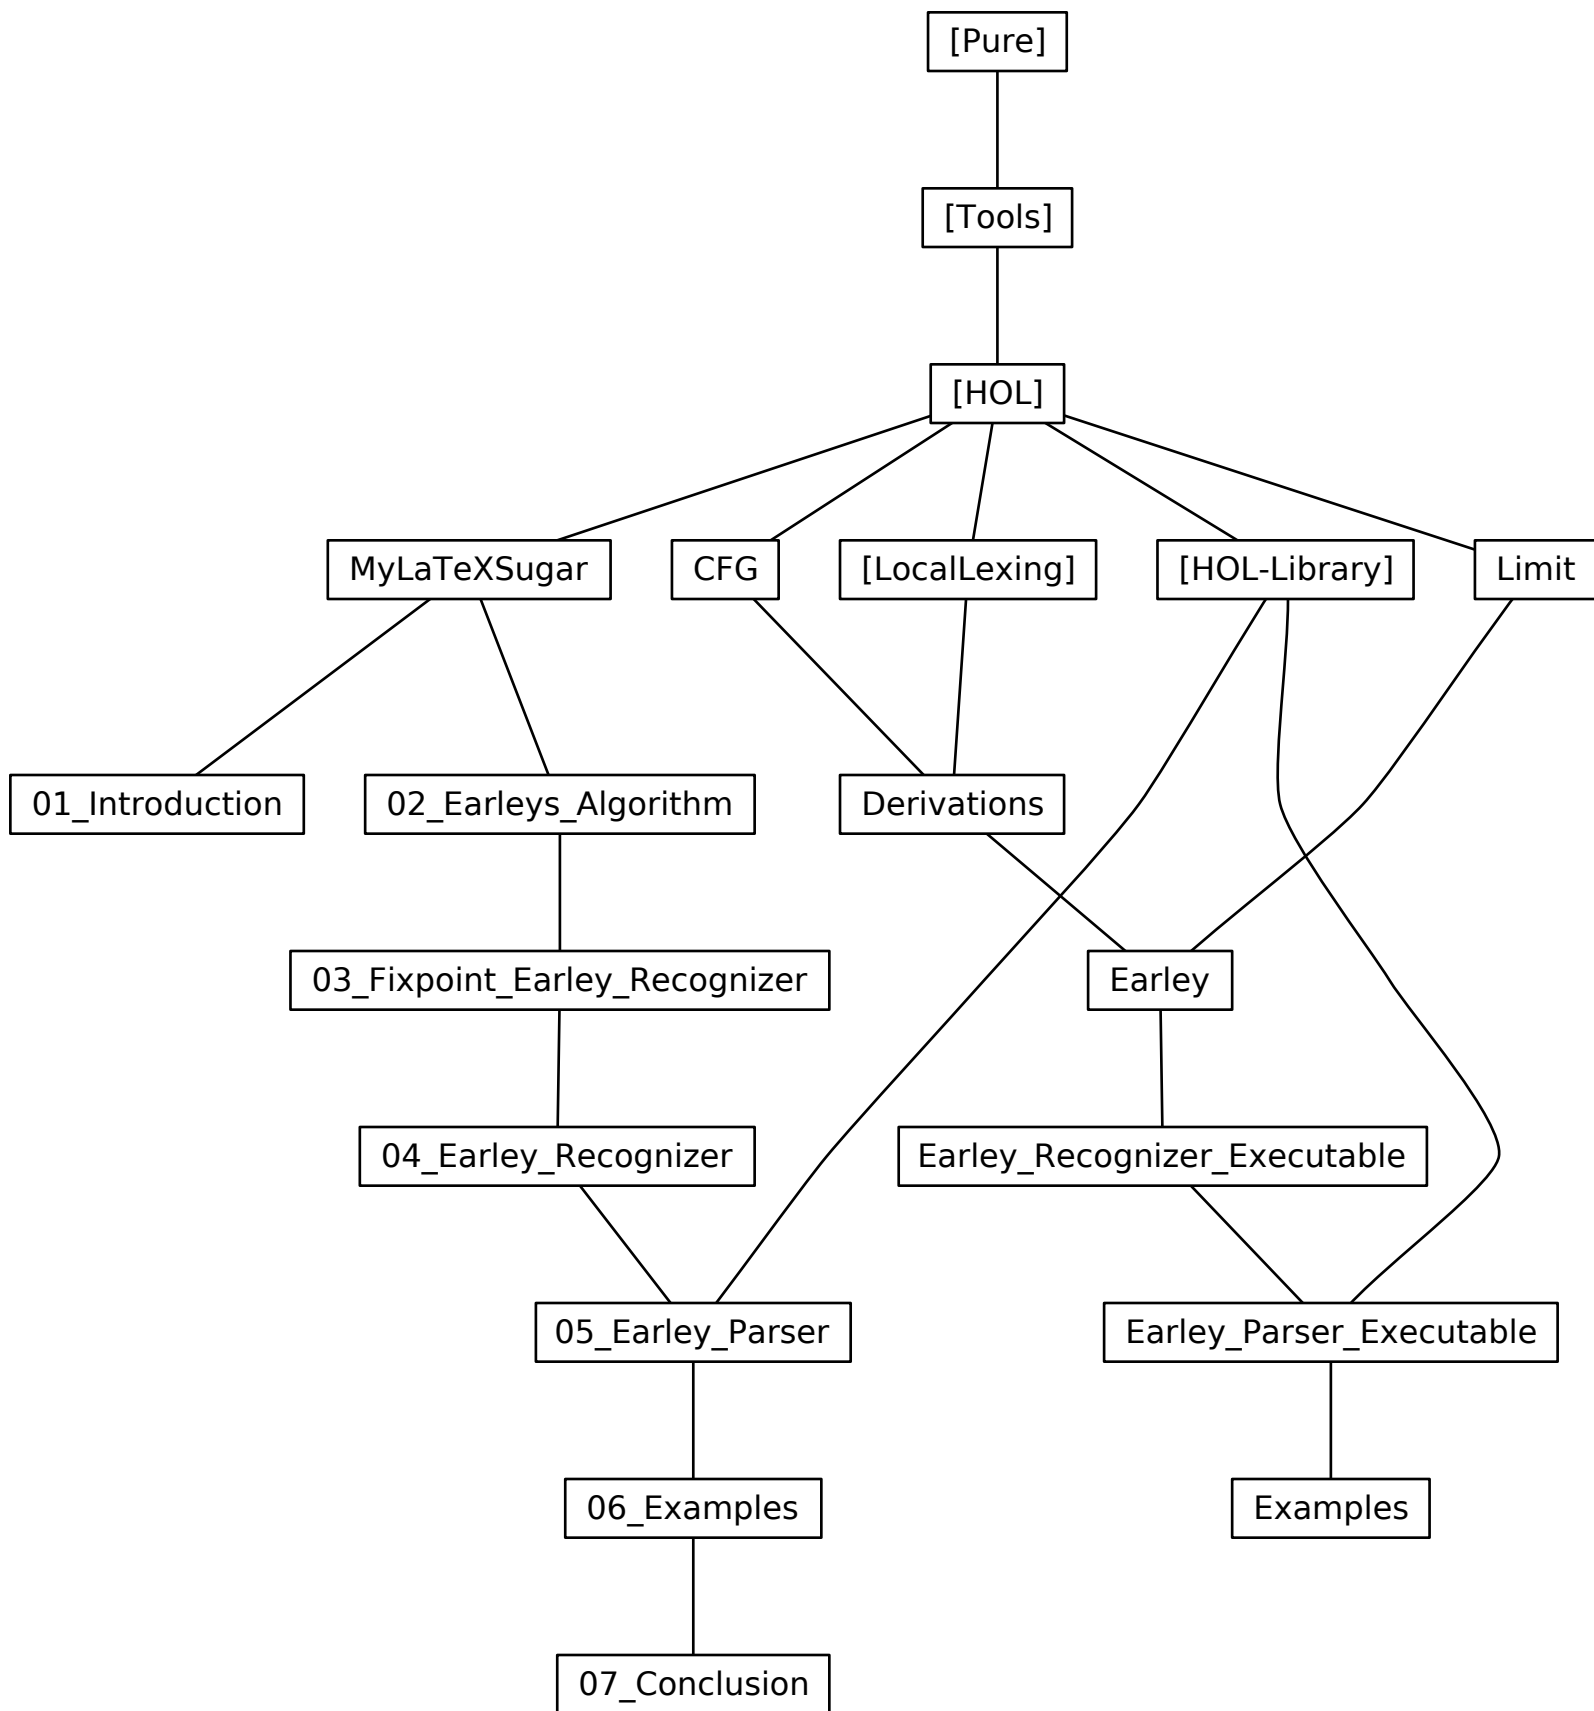 [Pure]
[Tools]
[HOL]
MyLaTeXSugar
CFG
[LocalLexing]
[HOL-Library]
Limit
01_Introduction
02_Earleys_Algorithm
Derivations
03_Fixpoint_Earley_Recognizer
Earley
04_Earley_Recognizer
Earley_Recognizer_Executable
05_Earley_Parser
Earley_Parser_Executable
06_Examples
Examples
07_Conclusion